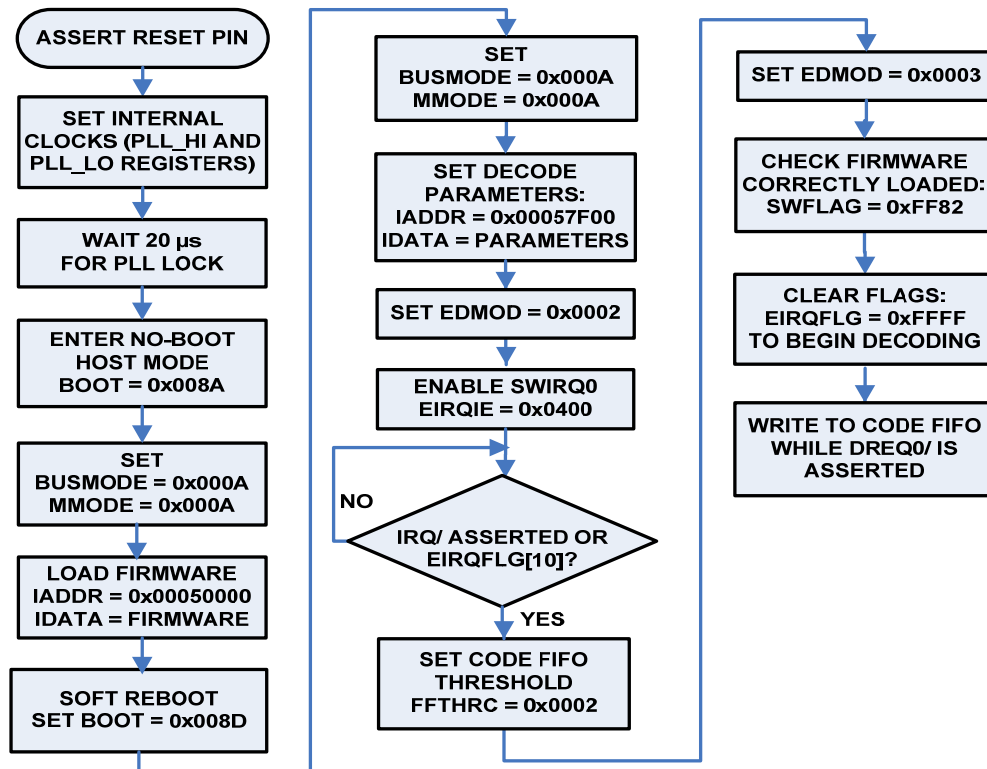 ASSERT RESET PIN
SET INTERNAL
CLOCKS (PLL_HI AND
PLL_LO REGISTERS)
WAIT 20 µs
FOR PLL LOCK
ENTER NO-BOOT
HOST MODE
BOOT = 0x008A
SET
BUSMODE = 0x000A
MMODE = 0x000A
LOAD FIRMWARE
IADDR = 0x00050000
IDATA = FIRMWARE
SOFT REBOOT
SET BOOT = 0x008D
SET
BUSMODE = 0x000A
MMODE = 0x000A
SET DECODE
PARAMETERS:
IADDR = 0x00057F00
IDATA = PARAMETERS
SET EDMOD = 0x0002
ENABLE SWIRQ0
EIRQIE = 0x0400
NO
IRQ/ ASSERTED OR
EIRQFLG[10]?
YES
SET CODE FIFO
THRESHOLD
FFTHRC = 0x0002
SET EDMOD = 0x0003
CHECK FIRMWARE
CORRECTLY LOADED:
SWFLAG = 0xFF82
CLEAR FLAGS:
EIRQFLG = 0xFFFF
TO BEGIN DECODING
WRITE TO CODE FIFO
WHILE DREQ0/ IS
ASSERTED